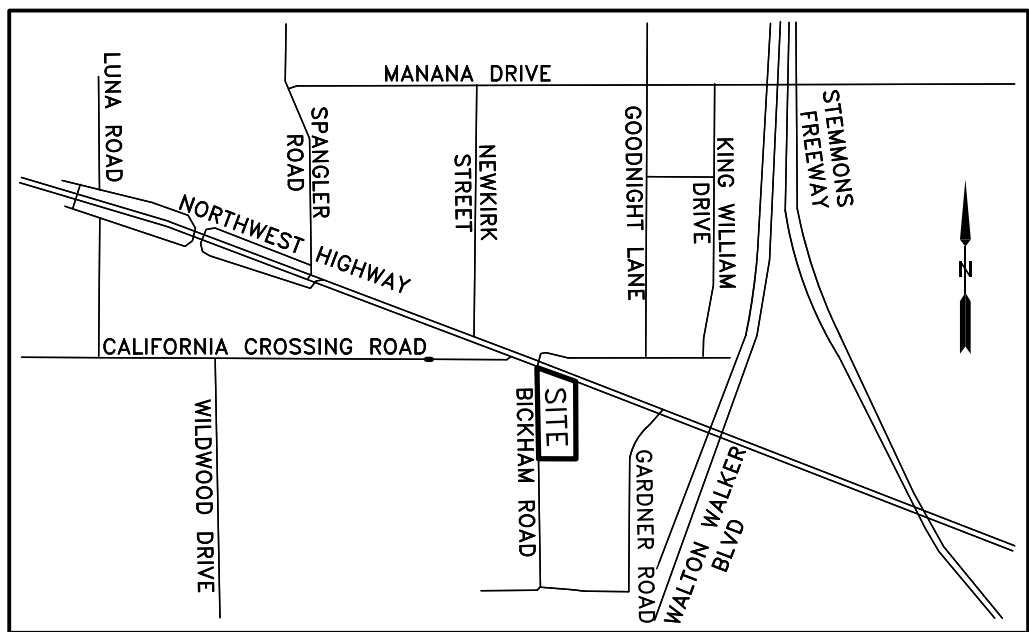 MANANA DRIVE
LUNA ROAD
SPANGLER
ROAD
NEWKIRK
STREET
GOODNIGHT LANE
KING WILLIAM
DRIVE
STEMMONS
FREEWAY
NORTHWEST HIGHWAY
N
CALIFORNIA CROSSING ROAD
WILDWOOD DRIVE
BICKHAM ROAD
SITE
GARDNER ROAD
WALTON WALKER
BLVD